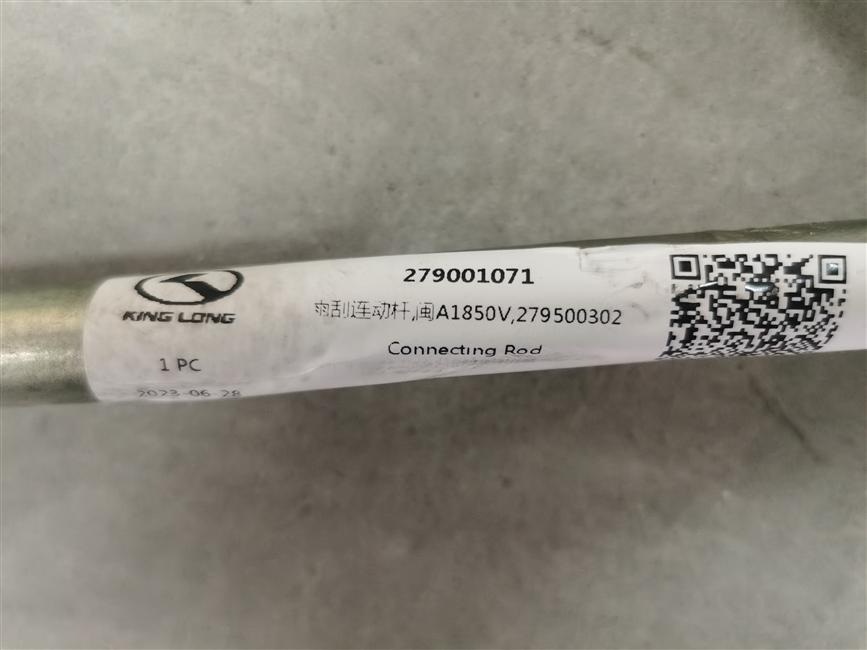 KING LONG
1 PC
2023-06-28
279001071
雨刮连动杆,闽A1850V,279500302
Connecting Rod